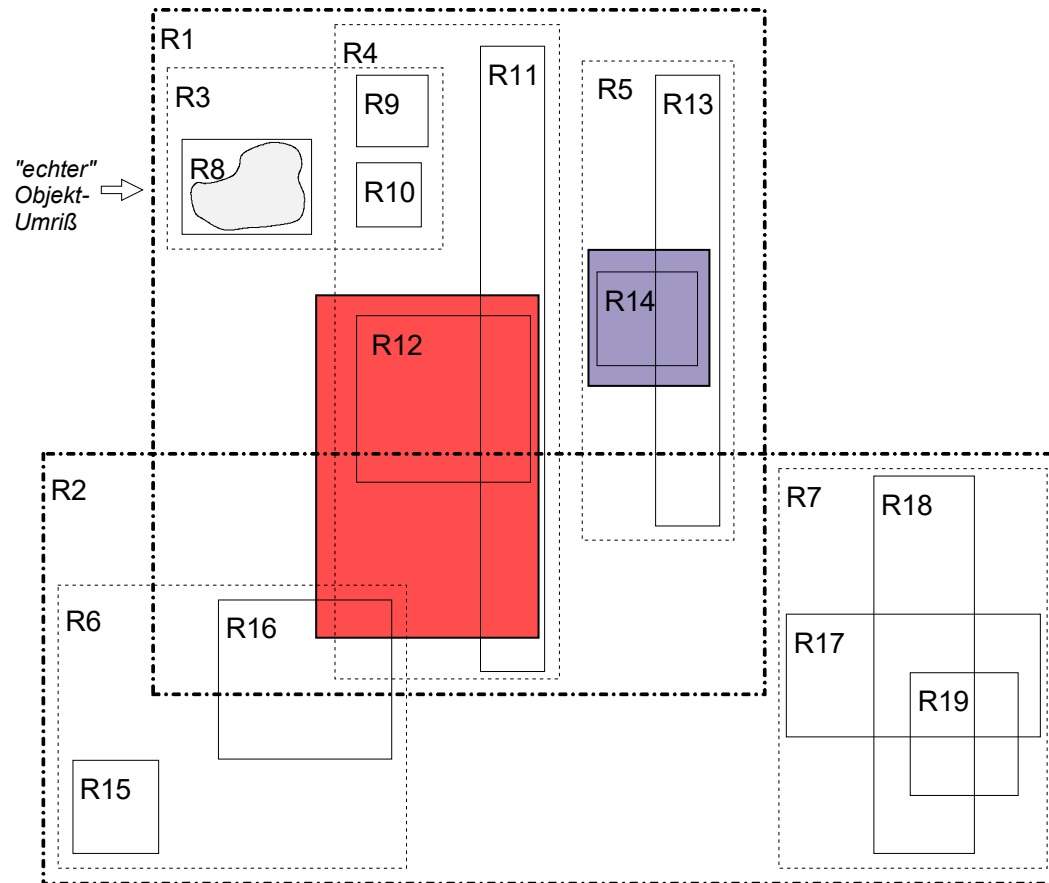 R1
R4
R11
R5
R13
R3
R9
"echter"
Objekt-
Umriß
R8
R10
R14
R12
R2
R7
R18
R6
R16
R17
R19
R15